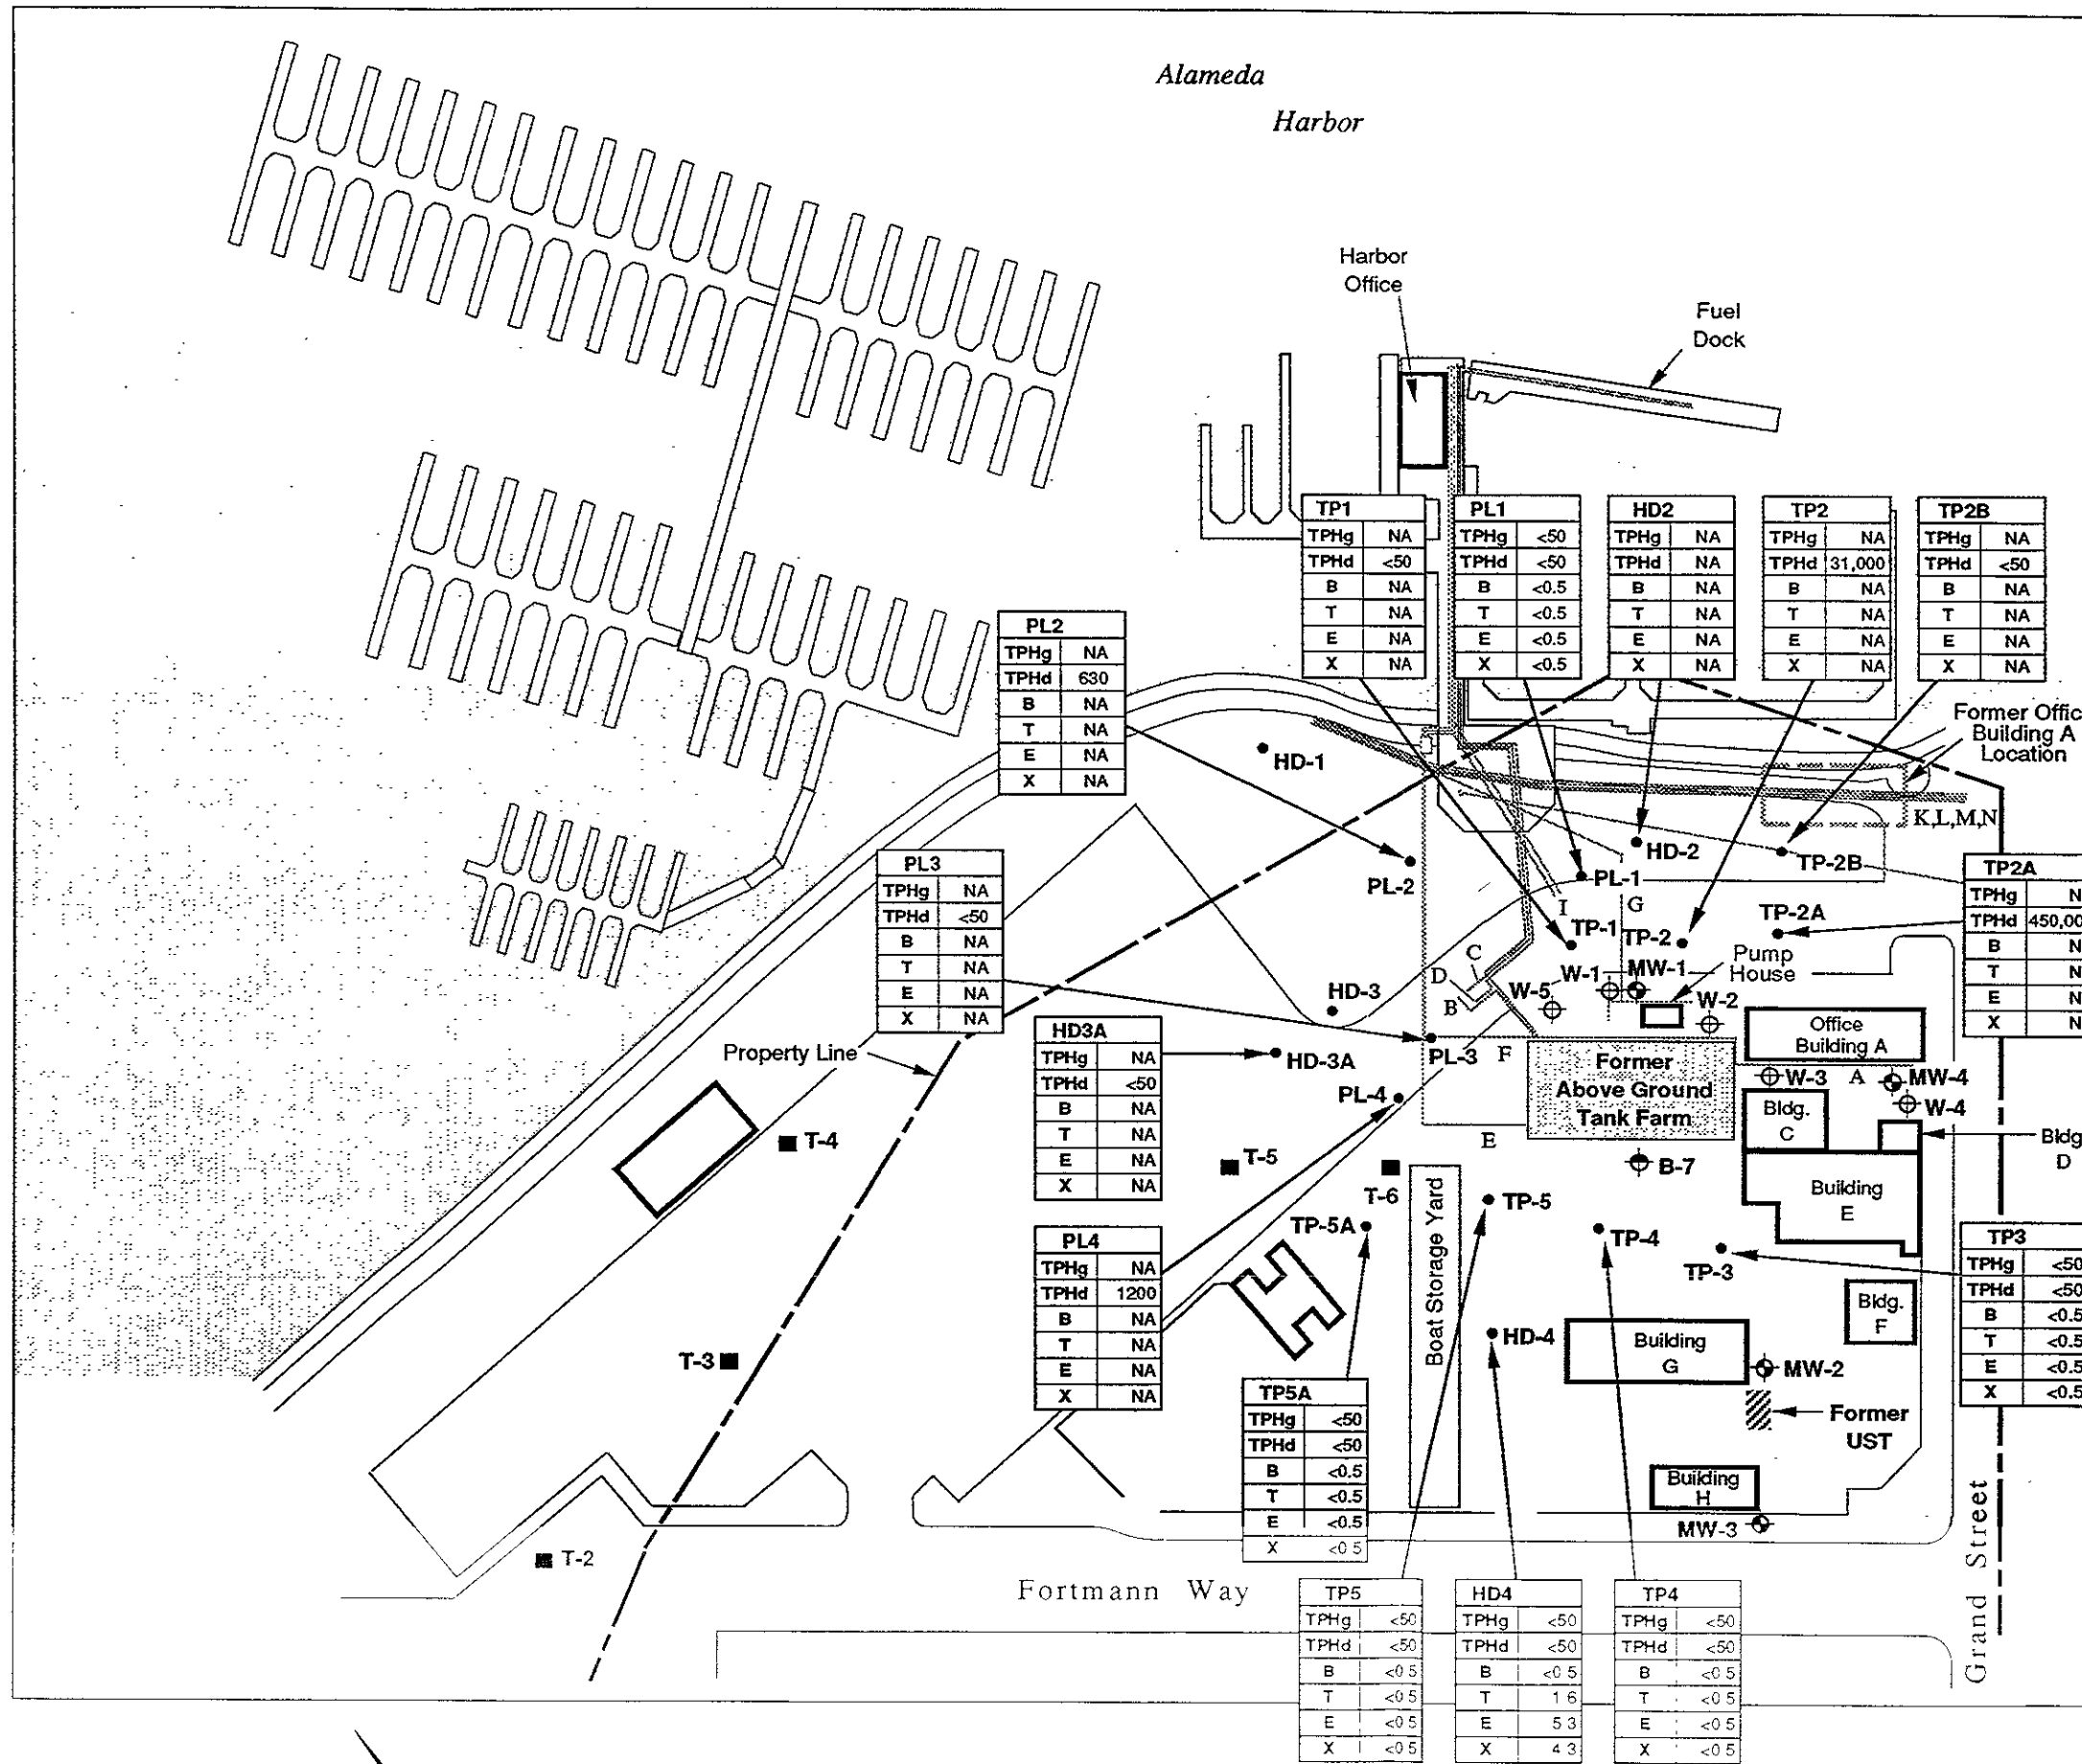 Alameda
Harbor
Harbor
Office
Fuel
Dock
TP1
TPHg NA
TPHd <50
B NA
T NA
E NA
X NA
PL1
TPHg <50
TPHd <50
B <0.5
T <0.5
E <0.5
X <0.5
HD2
TPHg NA
TPHd NA
B NA
T NA
E NA
X NA
TP2
TPHg NA
TPHd 31,000
B NA
T NA
E NA
X NA
TP2B
TPHg NA
TPHd <50
B NA
T NA
E NA
X NA
PL2
TPHg NA
TPHd 630
B NA
T NA
E NA
X NA
Former Offic
Building A
Location
HD-1
K,L,M,N
HD-2
TP-2B
PL-2
PL-1
I
G
PL3
TPHg NA
TPHd <50
B NA
T NA
E NA
X NA
TP2A
TPHg N
TPHd 450,00
B N
T N
E N
X N
TP-1
TP-2
TP-2A
Pump
House
C
D
B
W-1
MW-1
W-5
W-2
HD-3
Office
Building A
HD3A
TPHg NA
TPHd <50
B NA
T NA
E NA
X NA
Property Line
HD-3A
PL-3
F
Former
Above Ground
Tank Farm
W-3
A
MW-4
W-4
PL-4
Bldg.
C
E
Bldg
D
T-4
T-5
T-6
B-7
Building
E
TP-5
TP-5A
TP-4
TP-3
Boat Storage Yard
PL4
TPHg NA
TPHd 1200
B NA
T NA
E NA
X NA
TP3
TPHg <50
TPHd <50
B <0.5
T <0.5
E <0.5
X <0.5
Bldg.
F
HD-4
Building
G
MW-2
T-3
Former
UST
TP5A
TPHg <50
TPHd <50
B <0.5
T <0.5
E <0.5
X <0 5
Building
H
MW-3
T-2
Fortmann Way
Grand Street
TP5
TPHg <50
TPHd <50
B <0 5
T <0 5
E <0 5
X <0 5
HD4
TPHg <50
TPHd <50
B <0 5
T 1 6
E 5 3
X 4 3
TP4
TPHg <50
TPHd <50
B <0 5
T <0 5
E <0 5
X <0 5